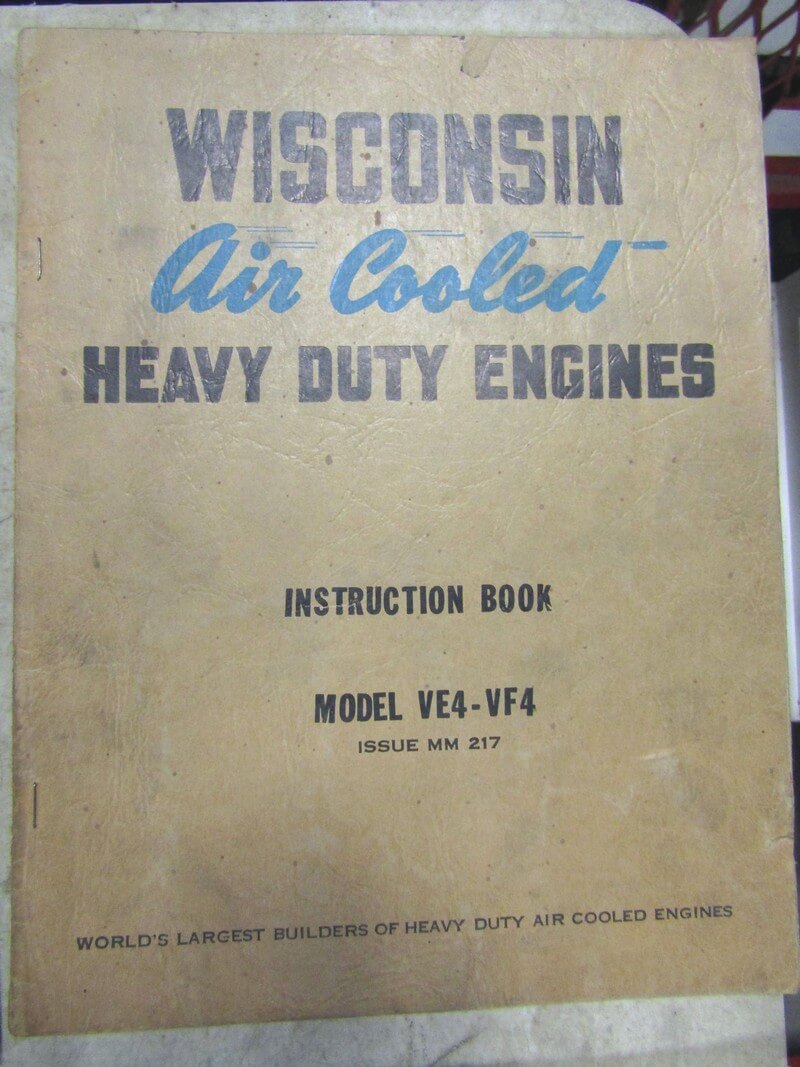 WISCONSIN
Air Cooled
HEAVY DUTY ENGINES
INSTRUCTION BOOK
MODEL VE4-VF4
ISSUE MM 217
WORLD'S LARGEST BUILDERS OF HEAVY DUTY AIR COOLED ENGINES